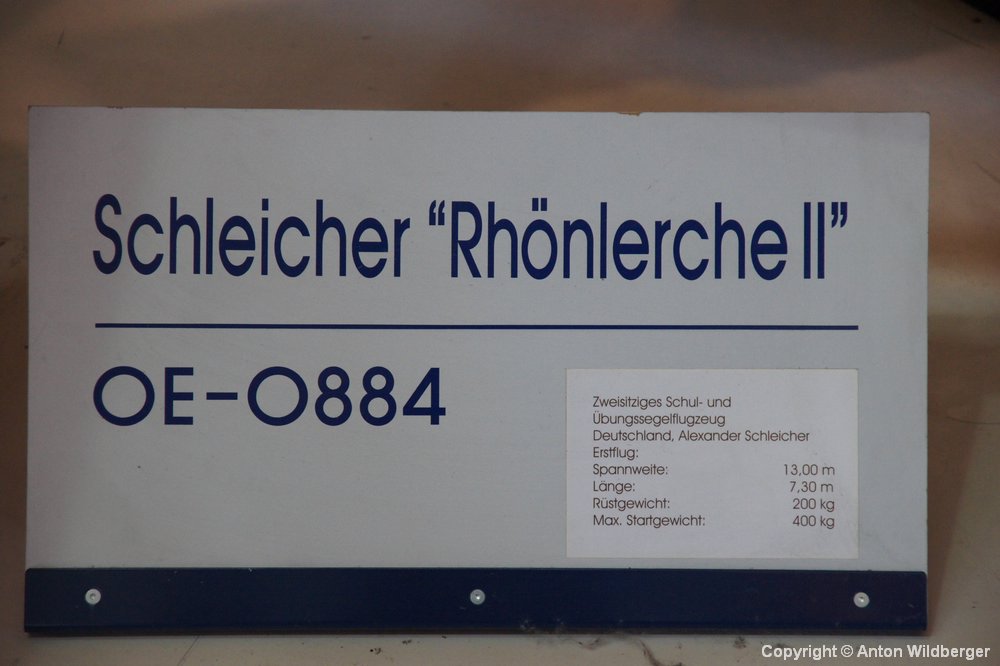 Schleicher “Rhönlerche II”
OE-0884
Zweisitziges Schul- und
Übungssegelflugzeug
Deutschland, Alexander Schleicher
Erstflug:
Spannweite: 13,00 m
Länge: 7,30 m
Rüstgewicht: 200 kg
Max. Startgewicht: 400 kg
Copyright © Anton Wildberger